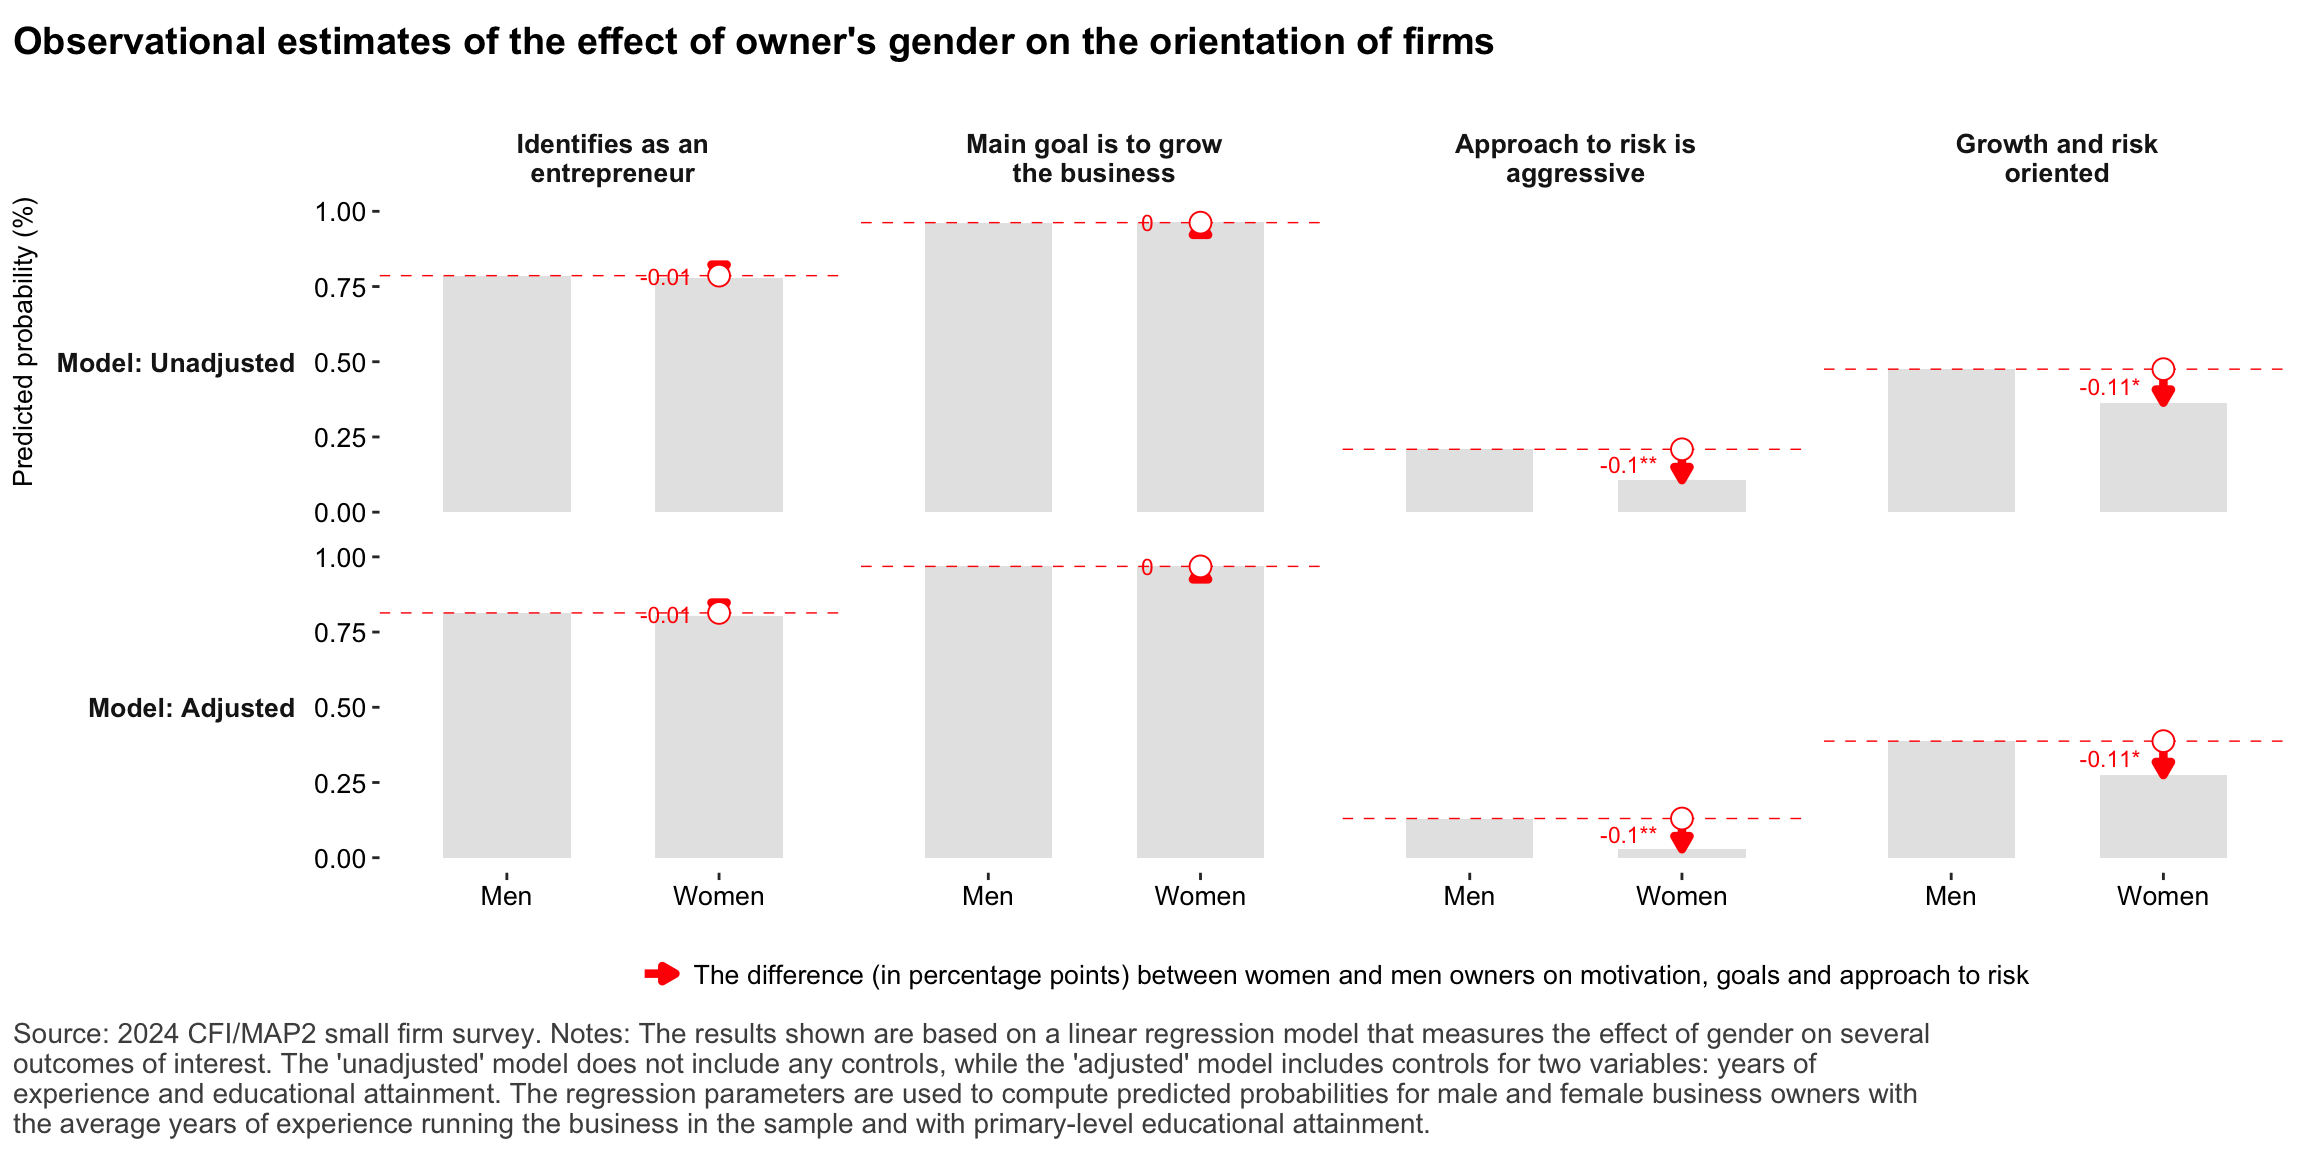 Observational estimates of the effect of owner's gender on the orientation of firms
Identifies as an
entrepreneur
Main goal is to grow
the business
Approach to risk is
aggressive
Growth and risk
oriented
Predicted probability (%)
Model: Unadjusted
1.00
0.75
0.50
0.25
0.00
-0.01
0
-0.1**
-0.11*
Model: Adjusted
1.00
0.75
0.50
0.25
0.00
-0.01
0
-0.1**
-0.11*
Men Women Men Women Men Women Men Women
The difference (in percentage points) between women and men owners on motivation, goals and approach to risk
Source: 2024 CFI/MAP2 small firm survey. Notes: The results shown are based on a linear regression model that measures the effect of gender on several
outcomes of interest. The 'unadjusted' model does not include any controls, while the 'adjusted' model includes controls for two variables: years of
experience and educational attainment. The regression parameters are used to compute predicted probabilities for male and female business owners with
the average years of experience running the business in the sample and with primary-level educational attainment.